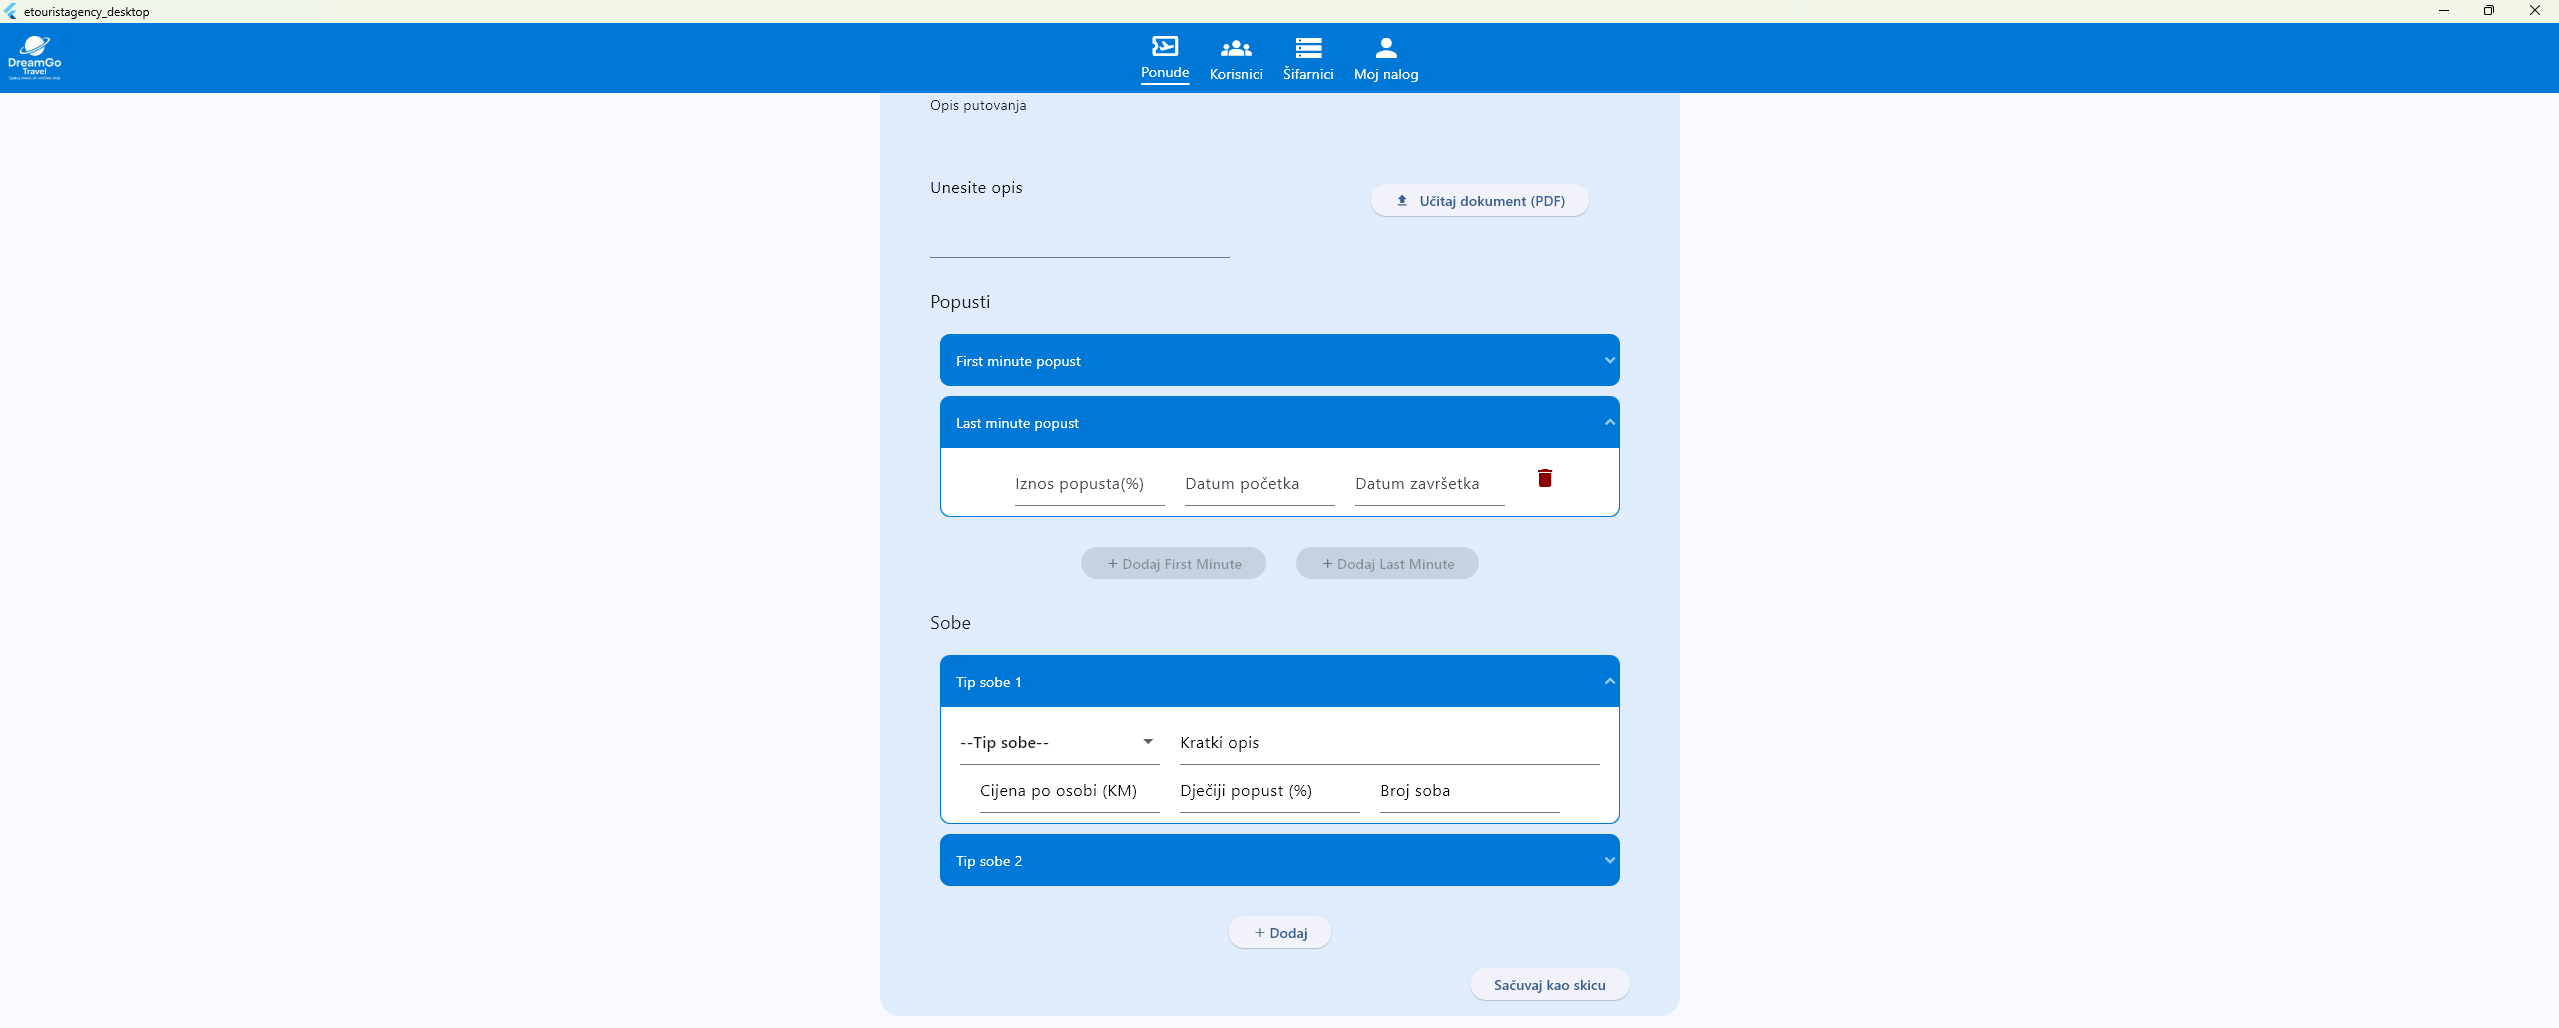 etouristagency_desktop
DreamGo
Travel
Ponude
Korisnici
Šifarnici
Moj nalog
Opis putovanja
Unesite opis
Učitaj dokument (PDF)
Popusti
First minute popust
Last minute popust
Iznos popusta(%)
Datum početka
Datum završetka
+ Dodaj First Minute
+ Dodaj Last Minute
Sobe
Tip sobe 1
--Tip sobe--
Kratki opis
Cijena po osobi (KM)
Dječiji popust (%)
Broj soba
Tip sobe 2
+ Dodaj
Sačuvaj kao skicu